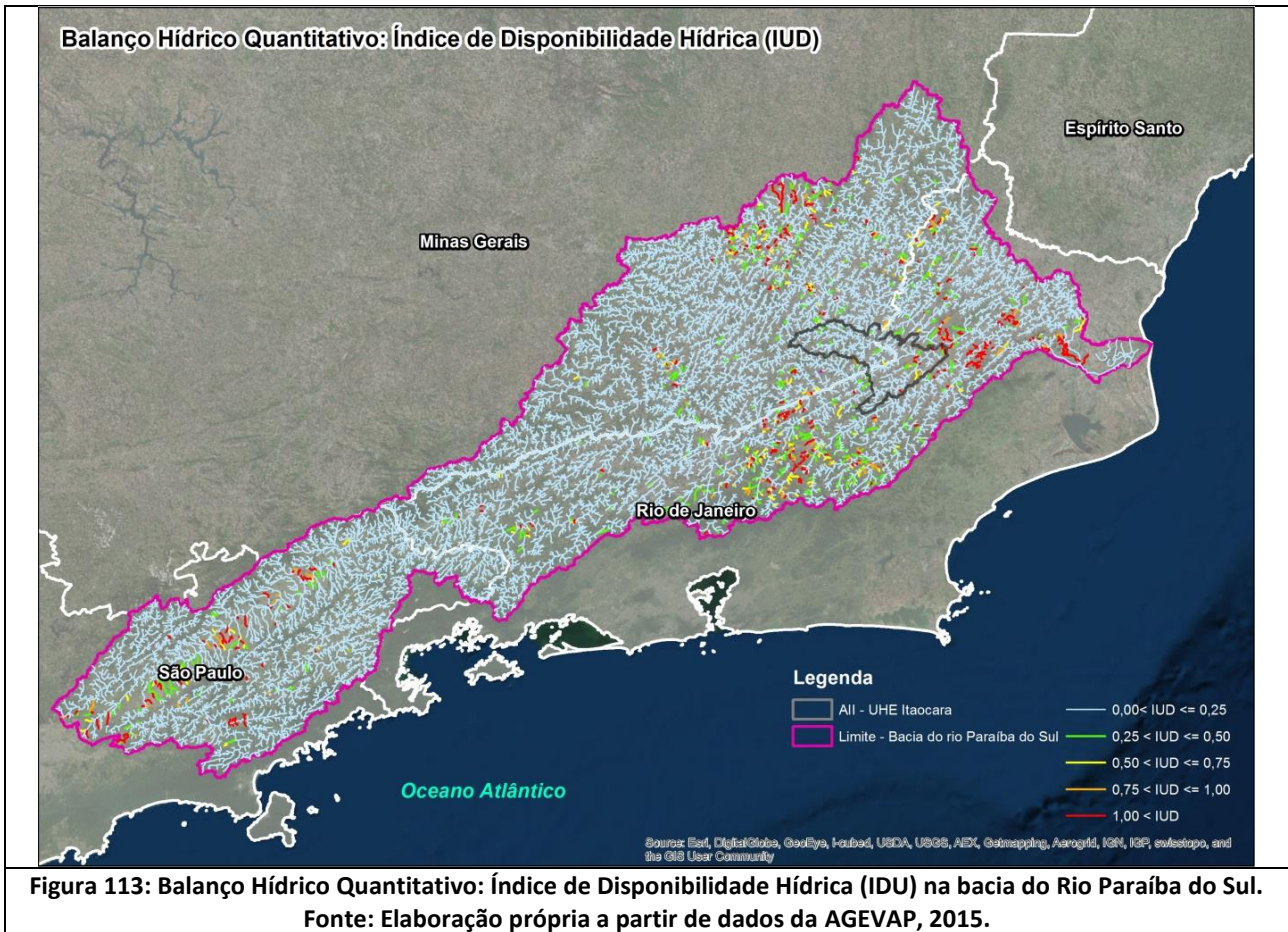 Balanço Hídrico Quantitativo: Índice de Disponibilidade Hídrica (IUD)
Espírito Santo
Minas Gerais
Rio de Janeiro
São Paulo
Oceano Atlântico
Legenda
AII - UHE Itaocara
Limite - Bacia do rio Paraíba do Sul
0,00< IUD <= 0,25
0,25 < IUD <= 0,50
0,50 < IUD <= 0,75
0,75 < IUD <= 1,00
1,00 < IUD
Source: Esri, DigitalGlobe, GeoEye, i-cubed, USDA, USGS, AEX, Getmapping, Aerogrid, IGN, IGP, swisstopo, and
the GIS User Community
Figura 113: Balanço Hídrico Quantitativo: Índice de Disponibilidade Hídrica (IDU) na bacia do Rio Paraíba do Sul.
Fonte: Elaboração própria a partir de dados da AGEVAP, 2015.